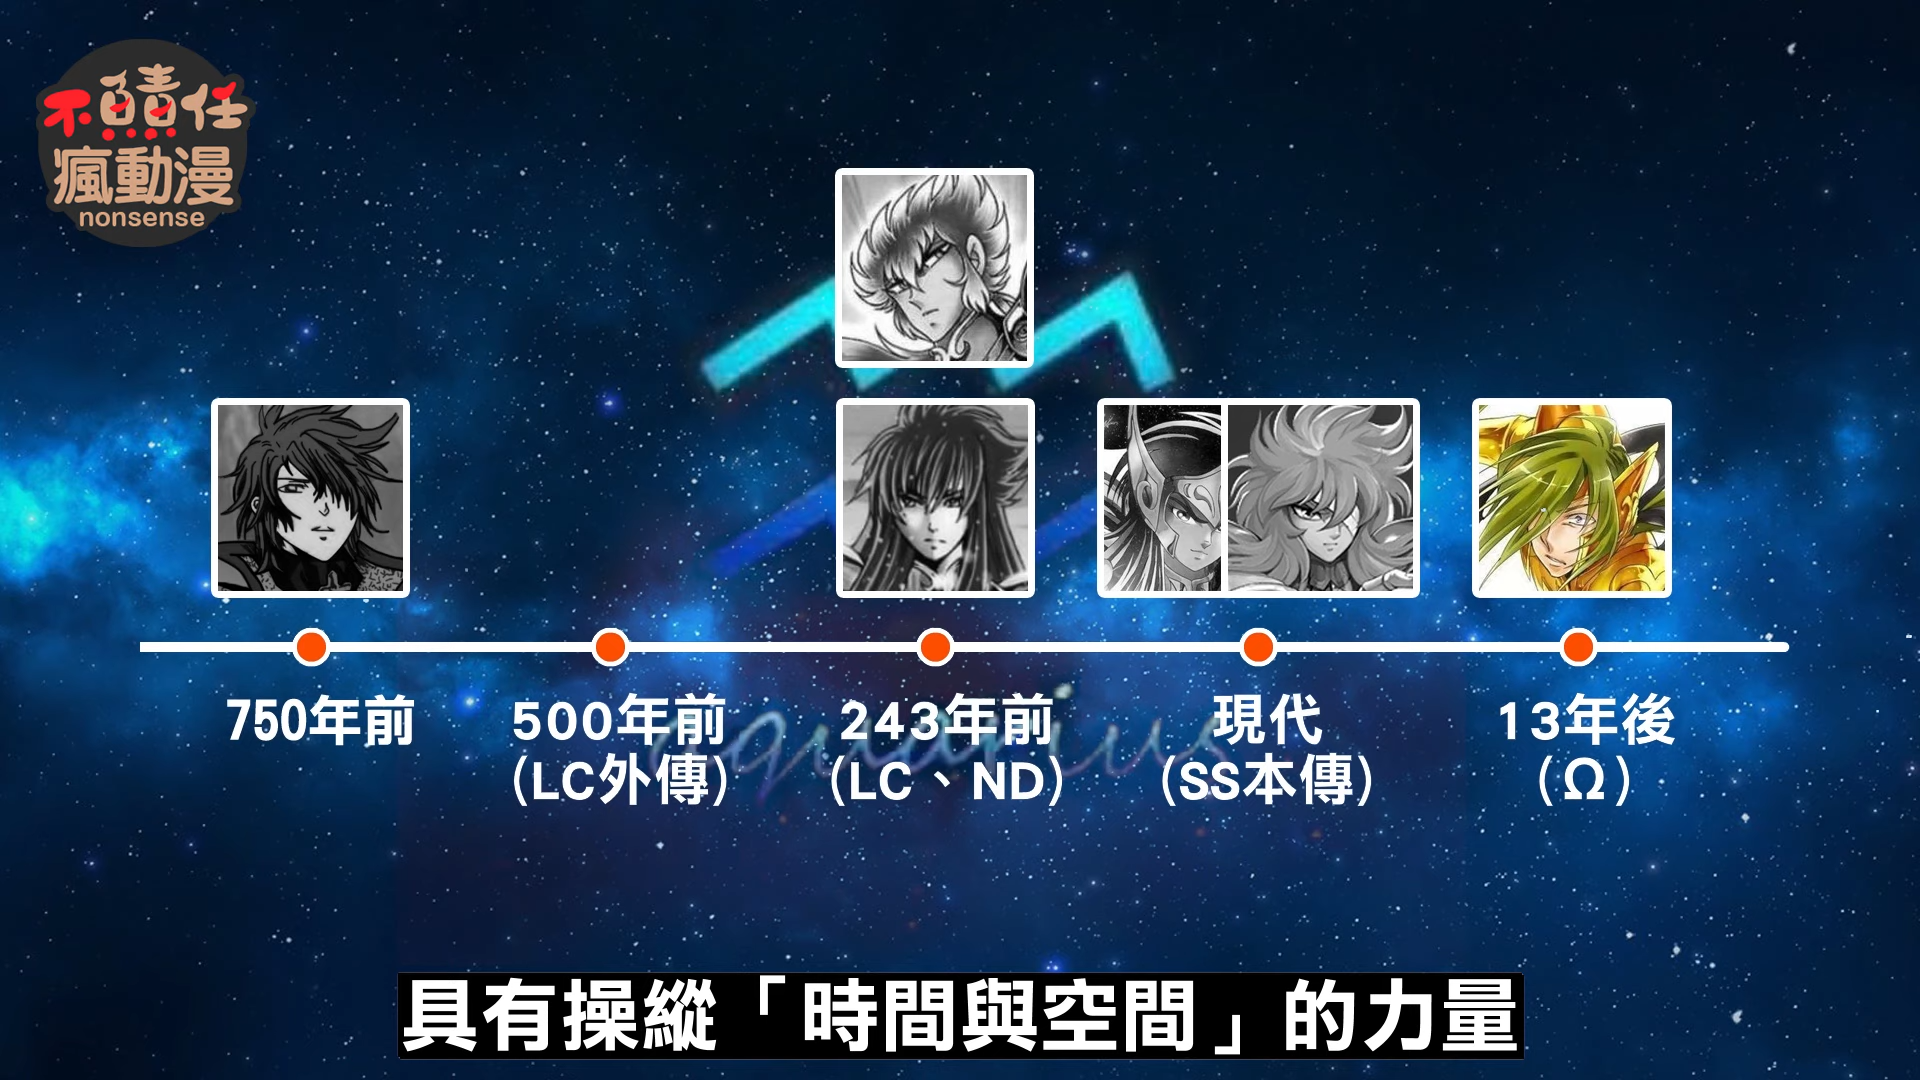 不負責任
瘋動漫
nonsense
aquarius
750年前
500年前
(LC外傳)
243年前
(LC、ND)
現代
(SS本傳)
13年後
(Ω)
具有操縱「時間與空間」的力量